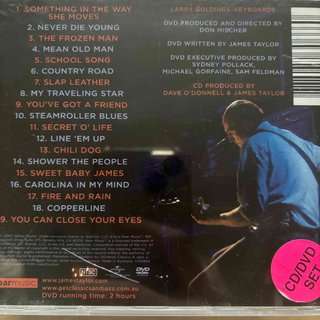 1. SOMETHING IN THE WAY
SHE MOVES
2. NEVER DIE YOUNG
3. THE FROZEN MAN
4. MEAN OLD MAN
5. SCHOOL SONG
6. COUNTRY ROAD
7. SLAP LEATHER
8. MY TRAVELING STAR
9. YOU'VE GOT A FRIEND
10. STEAMROLLER BLUES
11. SECRET O' LIFE
12. LINE 'EM UP
13. CHILI DOG
14. SHOWER THE PEOPLE
15. SWEET BABY JAMES
16. CAROLINA IN MY MIND
17. FIRE AND RAIN
18. COPPERLINE
9. YOU CAN CLOSE YOUR EYES
LARRY GOLDINGS-KEYBOARDS
DVD PRODUCED AND DIRECTED BY
DON MISCHER
DVD WRITTEN BY JAMES TAYLOR
DVD EXECUTIVE PRODUCED BY
SYDNEY POLLACK,
MICHAEL GORFAINE, SAM FELDMAN
CD PRODUCED BY
DAVE O'DONNELL & JAMES TAYLOR
CD/DVD
SET
earmusic
www.jamestaylor.com
DVD running time: 2 hours
DVD